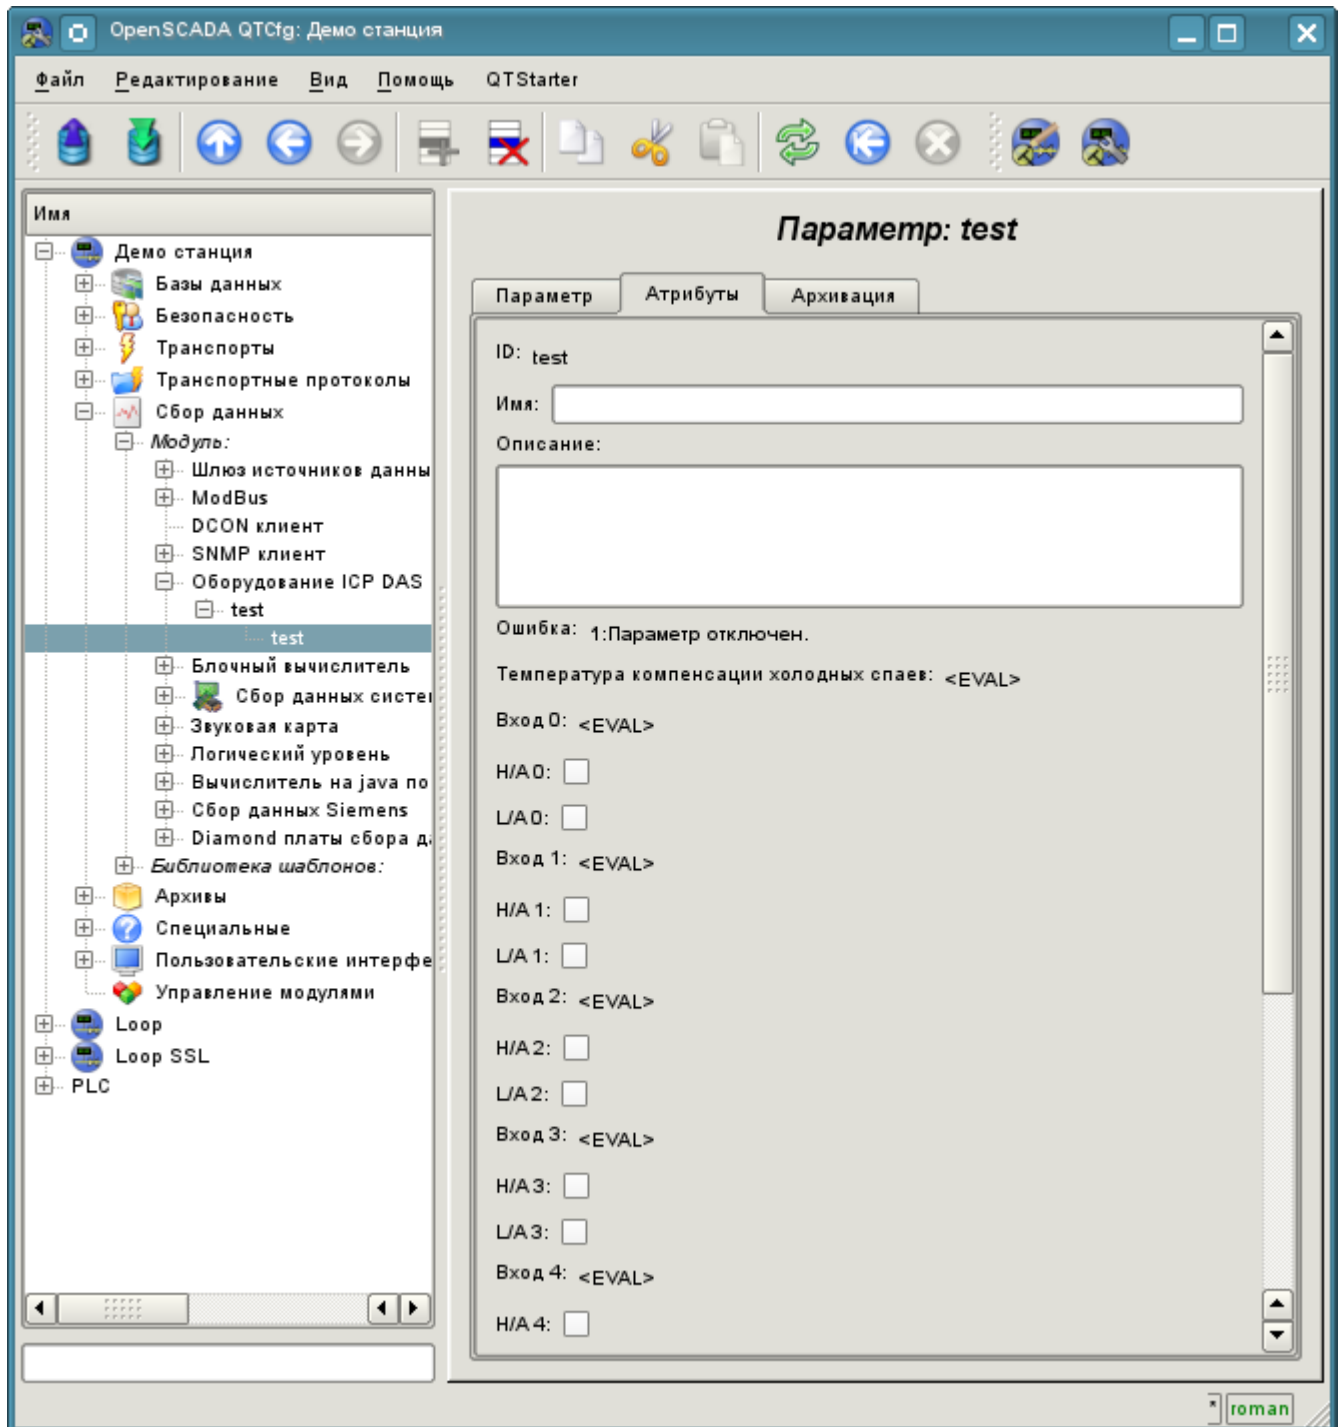 OpenSCADA QTCfg: Демо станция
Файл Редактирование Вид Помощь QTStarter
Имя
Демо станция
Базы данных
Безопасность
Транспорты
Транспортные протоколы
Сбор данных
Модуль:
Шлюз источников данны
ModBus
DCON клиент
SNMP клиент
Оборудование ICP DAS
test
test
Блочный вычислитель
Сбор данных систе
Звуковая карта
Логический уровень
Вычислитель на java по
Сбор данных Siemens
Diamond платы сбора д
Библиотека шаблонов:
Архивы
Специальные
Пользовательские интерфе
Управление модулями
Loop
Loop SSL
PLC
Параметр: test
Параметр Атрибуты Архивация
ID: test
Имя:
Описание:
Ошибка: 1:Параметр отключен.
Температура компенсации холодных спаев: <EVAL>
Вход 0: <EVAL>
H/A 0:
L/A 0:
Вход 1: <EVAL>
H/A 1:
L/A 1:
Вход 2: <EVAL>
H/A 2:
L/A 2:
Вход 3: <EVAL>
H/A 3:
L/A 3:
Вход 4: <EVAL>
H/A 4:
* roman